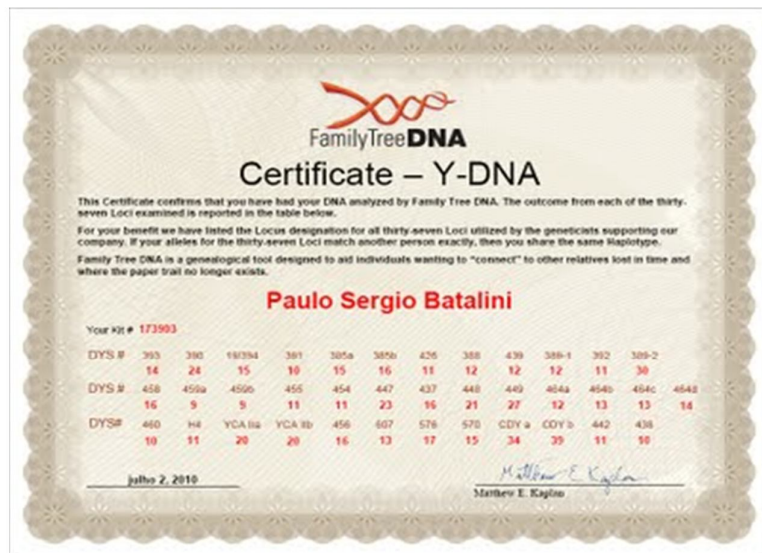 FamilyTreeDNA
Certificate – Y-DNA
This Certificate confirms that you have had your DNA analyzed by Family Tree DNA. The outcome from each of the thirty-
seven Loci examined is reported in the table below.
For your benefit we have listed the Locus designation for all thirty-seven Loci utilized by the geneticists supporting our
company. If your alleles for the thirty-seven Loci match another person exactly, then you share the same Haplotype.
Family Tree DNA is a genealogical tool designed to aid individuals wanting to “connect” to other relatives lost in time and
where the paper trail no longer exists.
Paulo Sergio Batalini
Your Kit # 173903
DYS # 393 390 19/394 391 385a 385b 426 388 439 389-1 392 389-2
14 24 15 10 15 16 11 12 12 12 11 30
DYS # 458 459a 459b 455 454 447 437 448 449 464a 464b 464c 464d
16 9 9 11 11 23 16 21 27 12 13 13 14
DYS# 460 H4 YCA IIa YCA IIb 456 607 576 570 CDY a CDY b 442 438
10 11 20 20 16 13 17 15 34 39 11 10
julho 2, 2010
Matthew E. Kaplan
Matthew E. Kaplan